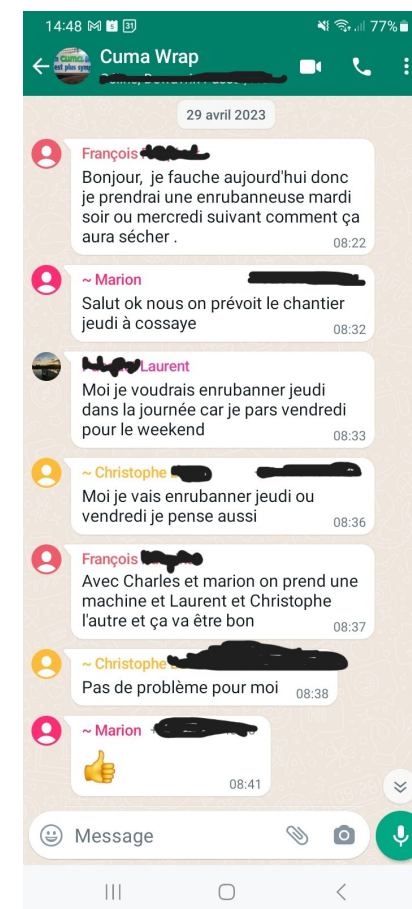 14:48 31 77%
Cuma Wrap
29 avril 2023
François
Bonjour, je fauche aujourd'hui donc
je prendrai une enrubanneuse mardi
soir ou mercredi suivant comment ça
aura sécher .
08:22
~ Marion
Salut ok nous on prévoit le chantier
jeudi à cossaye
08:32
Laurent
Moi je voudrais enrubanner jeudi
dans la journée car je pars vendredi
pour le weekend
08:33
~ Christophe
Moi je vais enrubanner jeudi ou
vendredi je pense aussi
08:36
François
Avec Charles et marion on prend une
machine et Laurent et Christophe
l'autre et ça va être bon
08:37
~ Christophe
Pas de problème pour moi 08:38
~ Marion
👍
08:41
Message